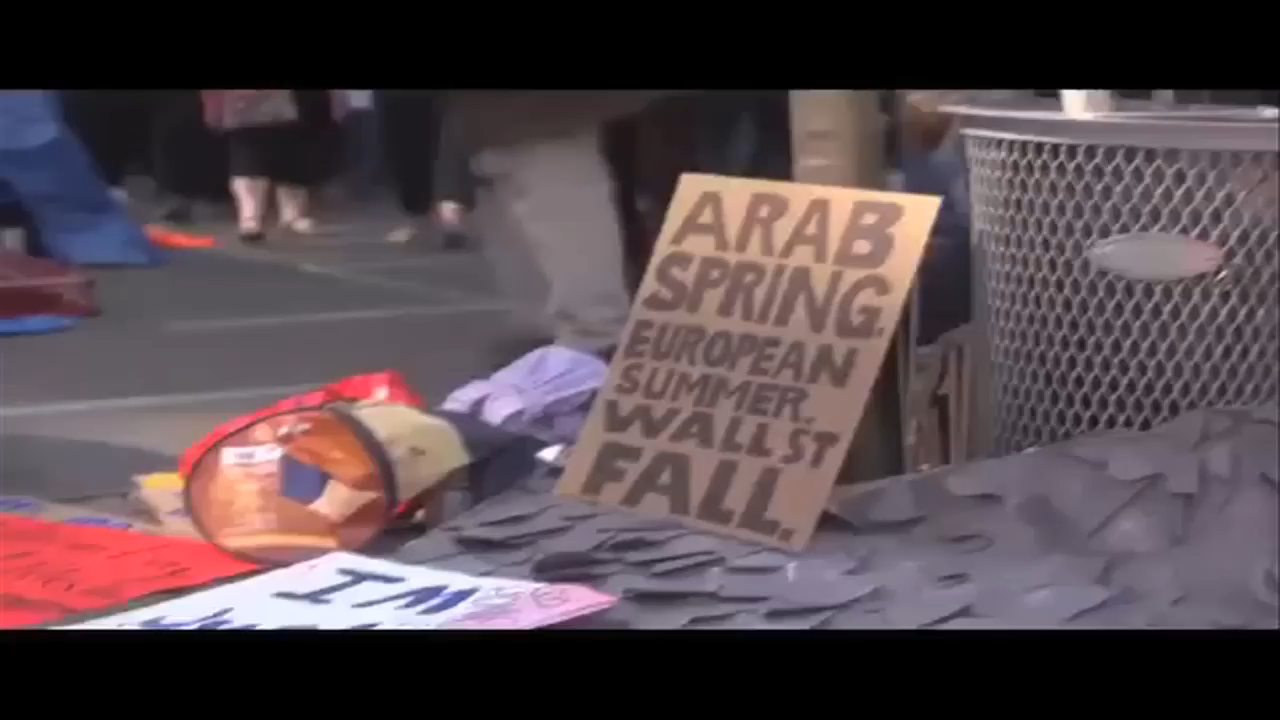 ARAB
SPRING.
EUROPEAN
SUMMER.
WALL ST
FALL.
I'M